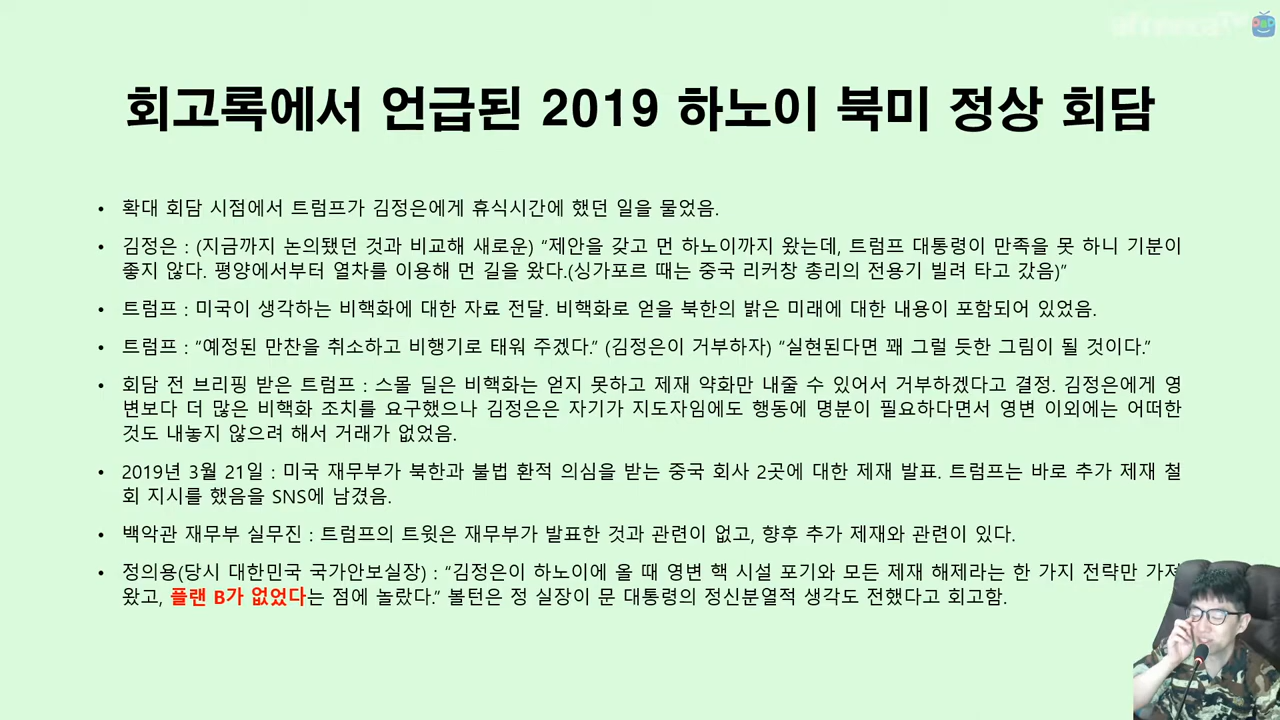 회고록에서 언급된 2019 하노이 북미 정상 회담
• 확대 회담 시점에서 트럼프가 김정은에게 휴식시간에 했던 일을 물었음.
• 김정은 : (지금까지 논의됐던 것과 비교해 새로운) “제안을 갖고 먼 하노이까지 왔는데, 트럼프 대통령이 만족을 못 하니 기분이
좋지 않다. 평양에서부터 열차를 이용해 먼 길을 왔다.(싱가포르 때는 중국 리커창 총리의 전용기 빌려 타고 갔음)”
• 트럼프 : 미국이 생각하는 비핵화에 대한 자료 전달. 비핵화로 얻을 북한의 밝은 미래에 대한 내용이 포함되어 있었음.
• 트럼프 : “예정된 만찬을 취소하고 비행기로 태워 주겠다.” (김정은이 거부하자) “실현된다면 꽤 그럴 듯한 그림이 될 것이다.”
• 회담 전 브리핑 받은 트럼프 : 스몰 딜은 비핵화는 얻지 못하고 제재 약화만 내줄 수 있어서 거부하겠다고 결정. 김정은에게 영
변보다 더 많은 비핵화 조치를 요구했으나 김정은은 자기가 지도자임에도 행동에 명분이 필요하다면서 영변 이외에는 어떠한
것도 내놓지 않으려 해서 거래가 없었음.
• 2019년 3월 21일 : 미국 재무부가 북한과 불법 환적 의심을 받는 중국 회사 2곳에 대한 제재 발표. 트럼프는 바로 추가 제재 철
회 지시를 했음을 SNS에 남겼음.
• 백악관 재무부 실무진 : 트럼프의 트윗은 재무부가 발표한 것과 관련이 없고, 향후 추가 제재와 관련이 있다.
• 정의용(당시 대한민국 국가안보실장) : “김정은이 하노이에 올 때 영변 핵 시설 포기와 모든 제재 해제라는 한 가지 전략만 가져
왔고, 플랜 B가 없었다는 점에 놀랐다.” 볼턴은 정 실장이 문 대통령의 정신분열적 생각도 전했다고 회고함.